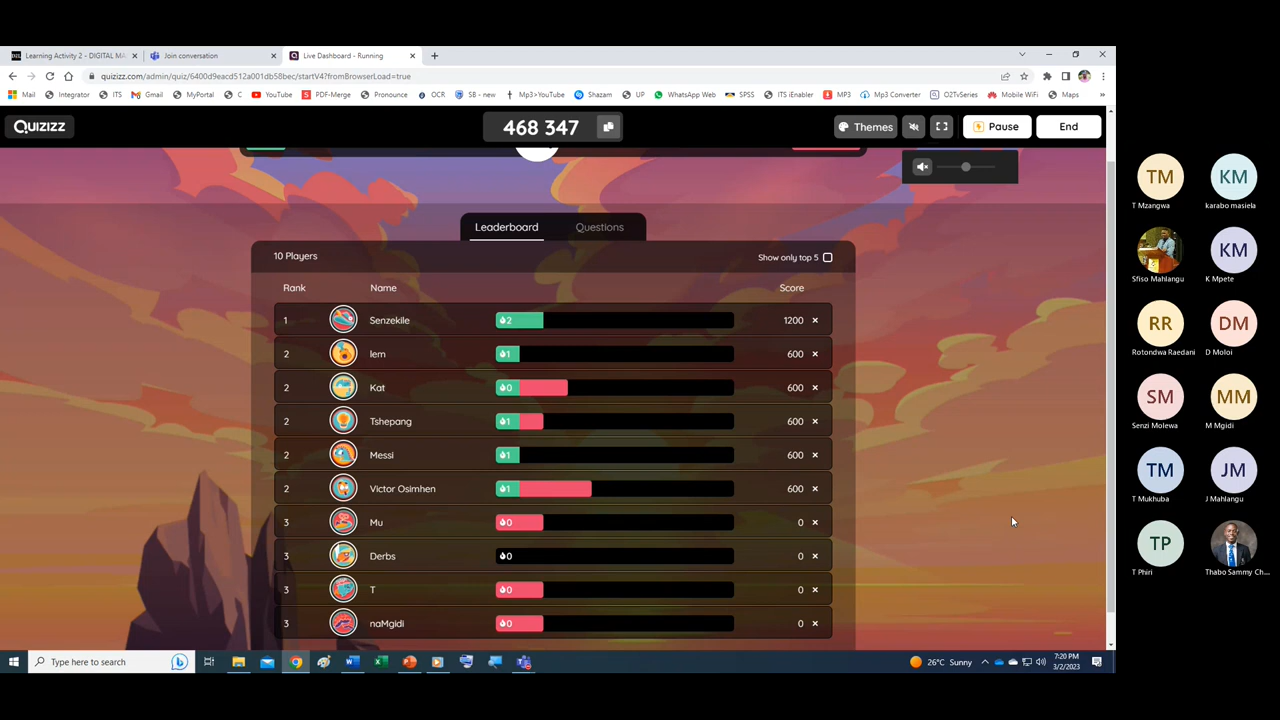 Learning Activity 2 - DIGITAL MA
Join conversation
Live Dashboard - Running
quizizz.com/admin/quiz/6400d9eacd512a001db58bec/startV4?fromBrowserLoad=true
Mail
Integrator
ITS
Gmail
MyPortal
C
YouTube
PDF-Merge
Pronounce
OCR
SB - new
Mp3>YouTube
Shazam
UP
WhatsApp Web
SPSS
ITS iEnabler
MP3
Mp3 Converter
O2TvSeries
Mobile WiFi
Maps
Quizizz
468 347
Themes
Pause
End
Leaderboard
Questions
10 Players
Show only top 5
Rank Name Score
1 Senzekile 2 1200
2 lem 1 600
2 Kat 0 600
2 Tshepang 1 600
2 Messi 1 600
2 Victor Osimhen 1 600
3 Mu 0 0
3 Derbs 0 0
3 T 0 0
3 naMgidi 0 0
TM
T Mzangwa
KM
karabo masiela
Sfiso Mahlangu
KM
K Mpete
RR
Rotondwa Raedani
DM
D Moloi
SM
Senzi Molewa
MM
M Mgidi
TM
T Mukhuba
JM
J Mahlangu
TP
T Phiri
Thabo Sammy Ch...
Type here to search
26°C Sunny
7:20 PM
3/2/2023